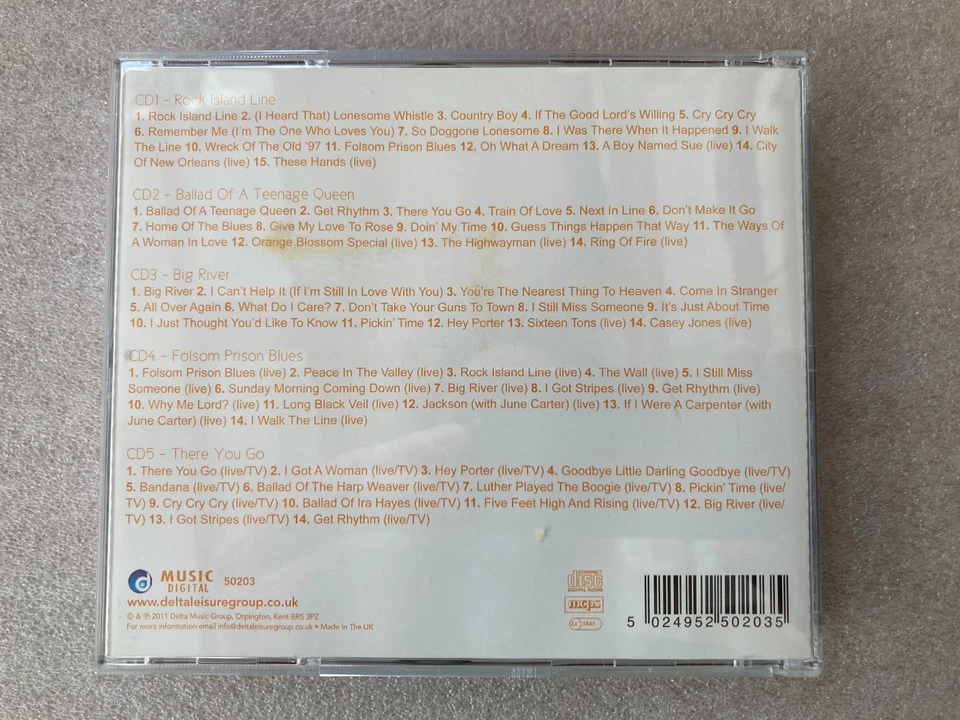 CD1 - Rock Island Line
1. Rock Island Line 2. (I Heard That) Lonesome Whistle 3. Country Boy 4. If The Good Lord's Willing 5. Cry Cry Cry
6. Remember Me (I'm The One Who Loves You) 7. So Doggone Lonesome 8. I Was There When It Happened 9. I Walk
The Line 10. Wreck Of The Old '97 11. Folsom Prison Blues 12. Oh What A Dream 13. A Boy Named Sue (live) 14. City
Of New Orleans (live) 15. These Hands (live)
CD2 - Ballad Of A Teenage Queen
1. Ballad Of A Teenage Queen 2. Get Rhythm 3. There You Go 4. Train Of Love 5. Next In Line 6. Don't Make It Go
7. Home Of The Blues 8. Give My Love To Rose 9. Doin' My Time 10. Guess Things Happen That Way 11. The Ways Of
A Woman In Love 12. Orange Blossom Special (live) 13. The Highwayman (live) 14. Ring Of Fire (live)
CD3 - Big River
1. Big River 2. I Can't Help It (If I'm Still In Love With You) 3. You're The Nearest Thing To Heaven 4. Come In Stranger
5. All Over Again 6. What Do I Care? 7. Don't Take Your Guns To Town 8. I Still Miss Someone 9. It's Just About Time
10. I Just Thought You'd Like To Know 11. Pickin' Time 12. Hey Porter 13. Sixteen Tons (live) 14. Casey Jones (live)
CD4 - Folsom Prison Blues
1. Folsom Prison Blues (live) 2. Peace In The Valley (live) 3. Rock Island Line (live) 4. The Wall (live) 5. I Still Miss
Someone (live) 6. Sunday Morning Coming Down (live) 7. Big River (live) 8. I Got Stripes (live) 9. Get Rhythm (live)
10. Why Me Lord? (live) 11. Long Black Veil (live) 12. Jackson (with June Carter) (live) 13. If I Were A Carpenter (with
June Carter) (live) 14. I Walk The Line (live)
CD5 - There You Go
1. There You Go (live/TV) 2. I Got A Woman (live/TV) 3. Hey Porter (live/TV) 4. Goodbye Little Darling Goodbye (live/TV)
5. Bandana (live/TV) 6. Ballad Of The Harp Weaver (live/TV) 7. Luther Played The Boogie (live/TV) 8. Pickin' Time (live/
TV) 9. Cry Cry Cry (live/TV) 10. Ballad Of Ira Hayes (live/TV) 11. Five Feet High And Rising (live/TV) 12. Big River (live/
TV) 13. I Got Stripes (live/TV) 14. Get Rhythm (live/TV)
MUSIC
DIGITAL
50203
www.deltaleisuregroup.co.uk
© & ℗ 2011 Delta Music Group, Orpington, Kent BR5 3PZ
For more information email info@deltaleisuregroup.co.uk • Made In The UK
COMPACT
disc
DIGITAL AUDIO
mcps
5 024952 502035